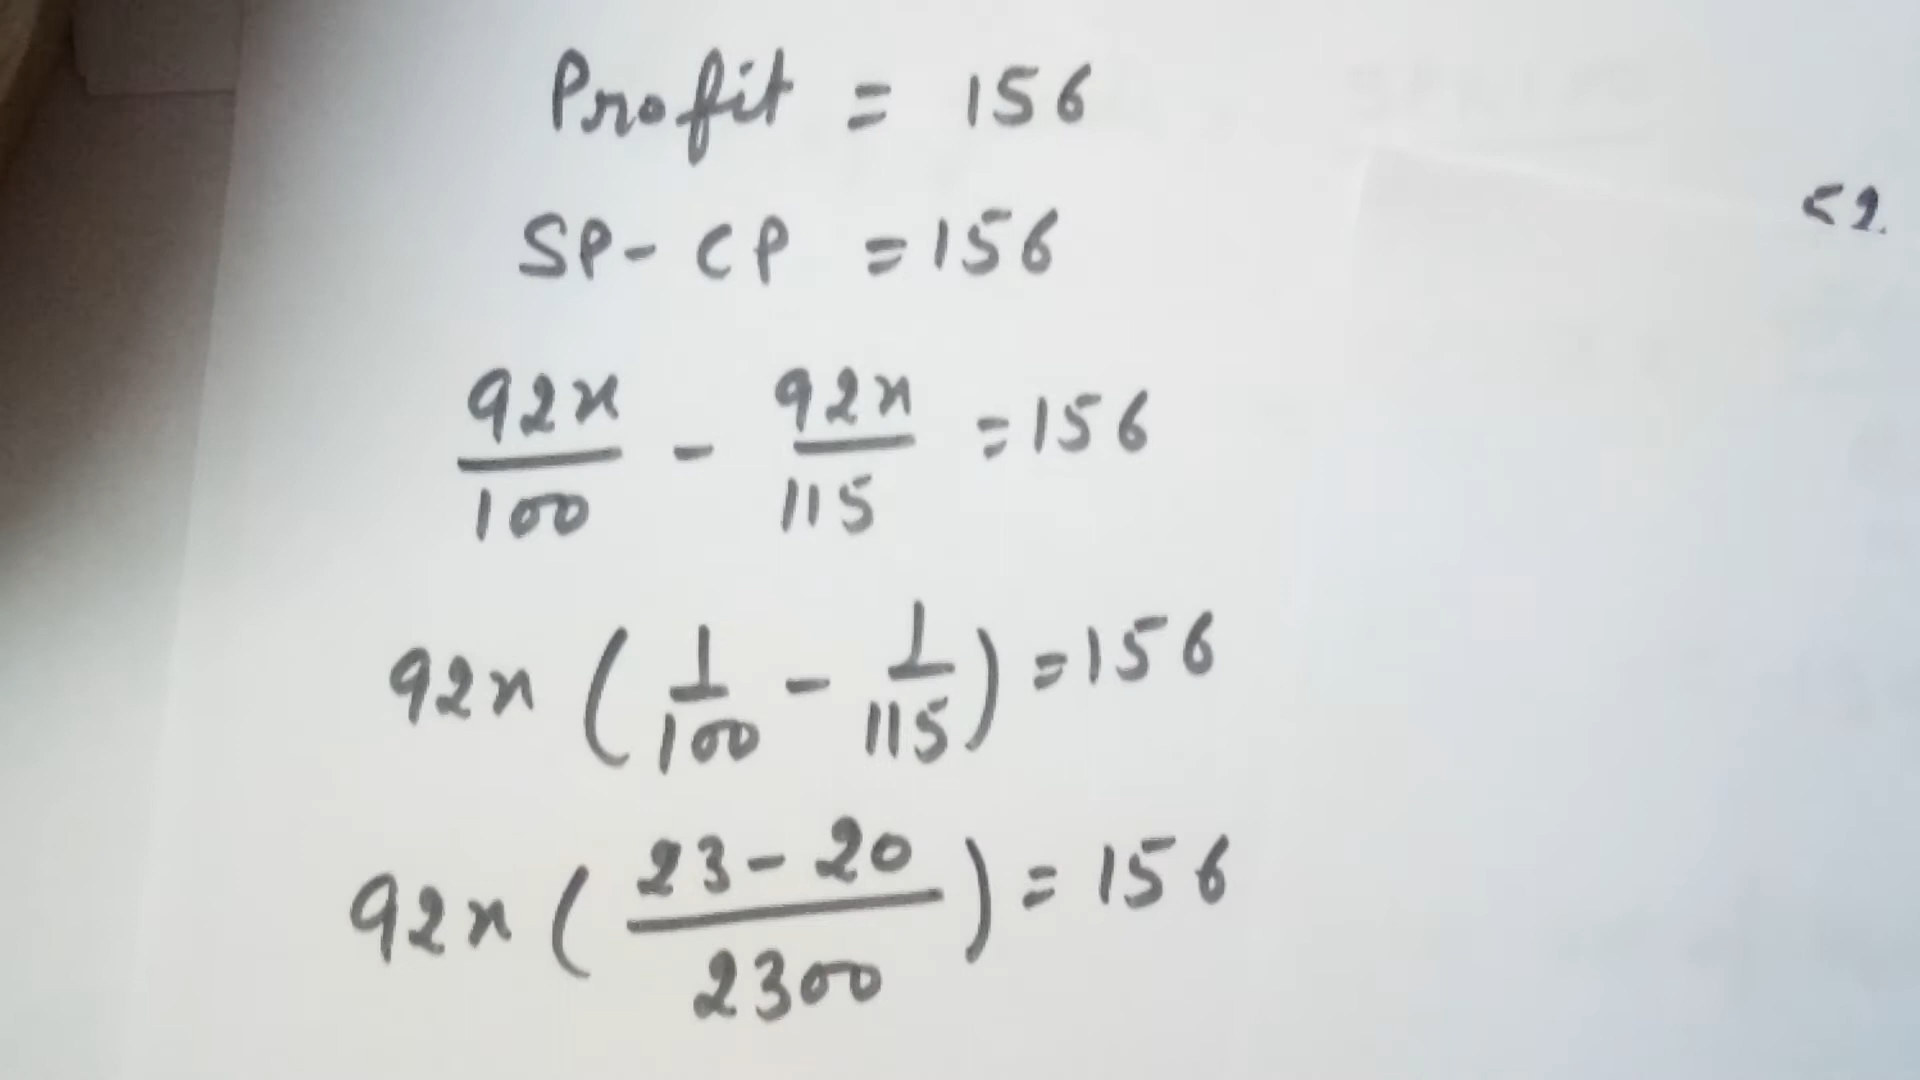 Profit = 156
SP - CP = 156
92x/100 - 92x/115 = 156
92x (1/100 - 1/115) = 156
92x (23 - 20/2300) = 156